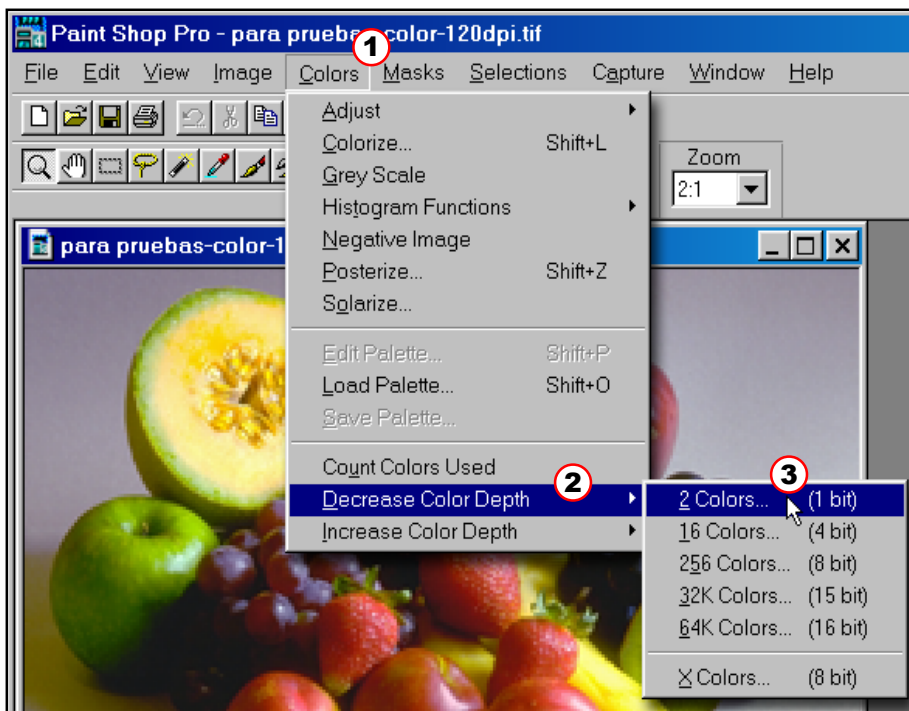 Paint Shop Pro - para pruebas-color-120dpi.tif
1
File Edit View Image Colors Masks Selections Capture Window Help
Adjust
Colorize... Shift+L
Grey Scale
Histogram Functions
Negative Image
Posterize... Shift+Z
Solarize...
Edit Palette... Shift+P
Load Palette... Shift+O
Save Palette...
Count Colors Used
Decrease Color Depth 2
Increase Color Depth
Zoom
2:1
para pruebas-color-1
3
2 Colors... (1 bit)
16 Colors... (4 bit)
256 Colors... (8 bit)
32K Colors... (15 bit)
64K Colors... (16 bit)
X Colors... (8 bit)